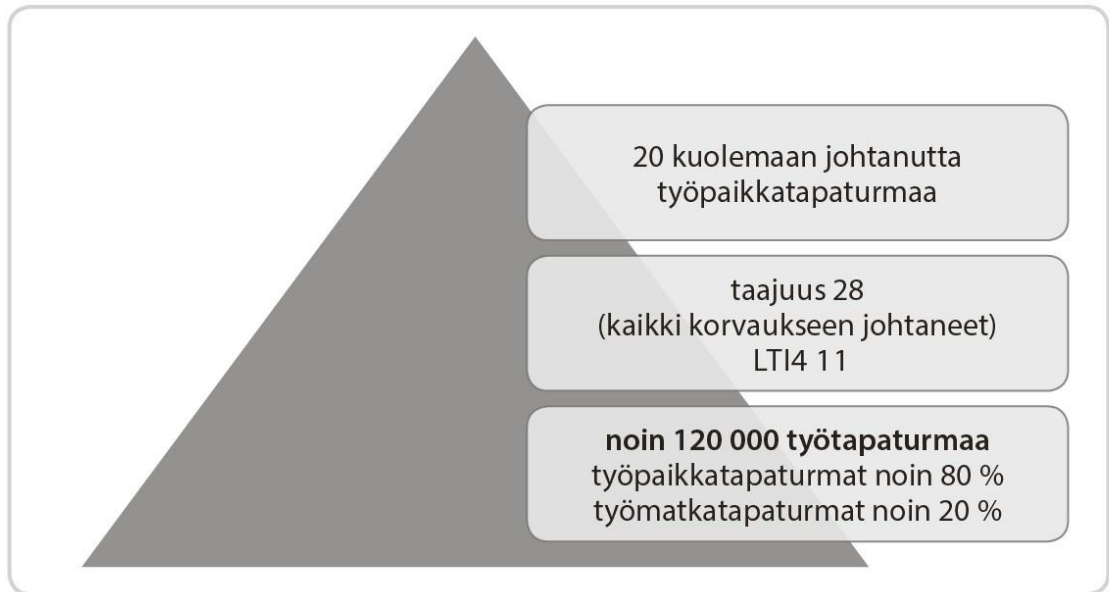 20 kuolemaan johtanutta
työpaikkatapaturmaa
taajuus 28
(kaikki korvaukseen johtaneet)
LTI4 11
noin 120 000 työtapaturmaa
työpaikkatapaturmat noin 80 %
työmatkatapaturmat noin 20 %